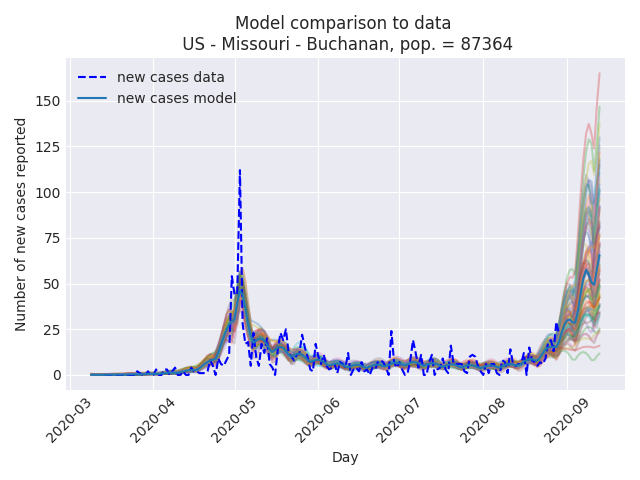 Model comparison to data
US - Missouri - Buchanan, pop. = 87364
new cases data
new cases model
Number of new cases reported
150
125
100
75
50
25
0
2020-03
2020-04
2020-05
2020-06
2020-07
2020-08
2020-09
Day